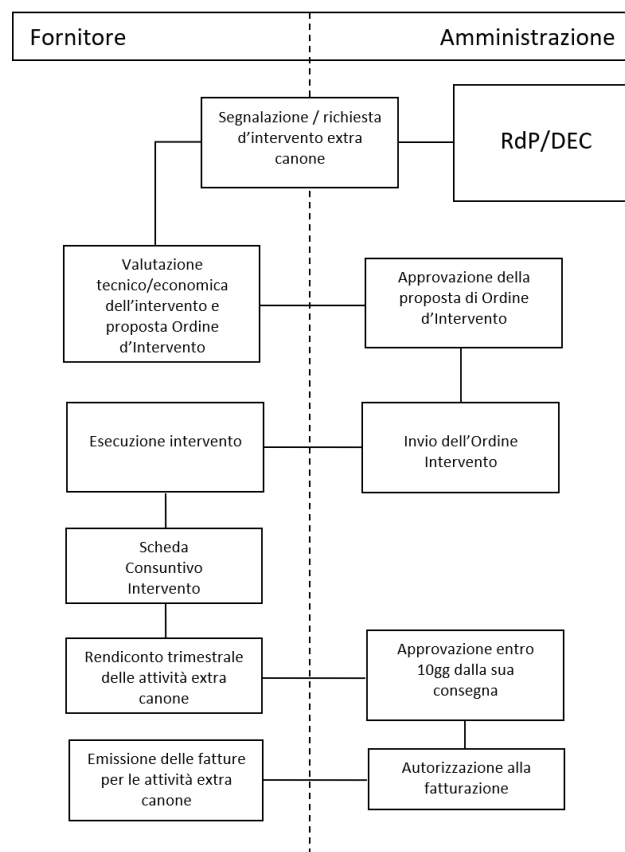 Fornitore
Amministrazione
Segnalazione / richiesta
d'intervento extra
canone
RdP/DEC
Valutazione
tecnico/economica
dell'intervento e
proposta Ordine
d'Intervento
Approvazione della
proposta di Ordine
d'Intervento
Esecuzione intervento
Invio dell'Ordine
Intervento
Scheda
Consuntivo
Intervento
Rendiconto trimestrale
delle attività extra
canone
Approvazione entro
10gg dalla sua
consegna
Emissione delle fatture
per le attività extra
canone
Autorizzazione alla
fatturazione